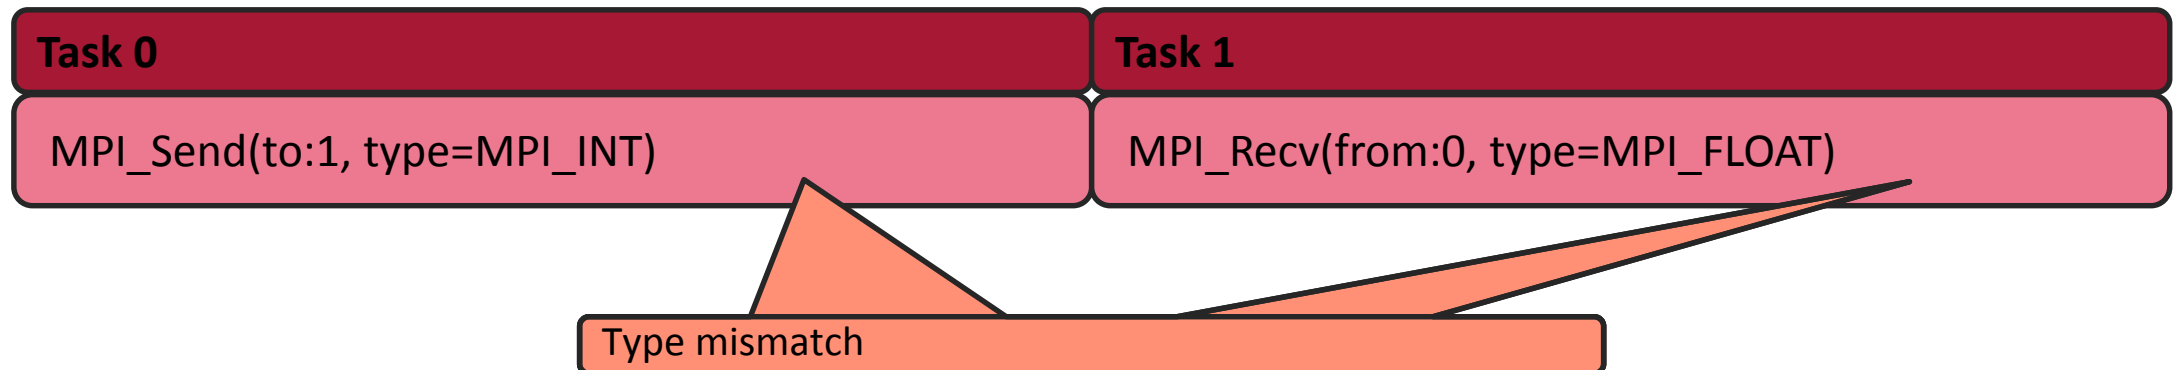 Task 0
Task 1
MPI_Send(to:1, type=MPI_INT)
MPI_Recv(from:0, type=MPI_FLOAT)
Type mismatch